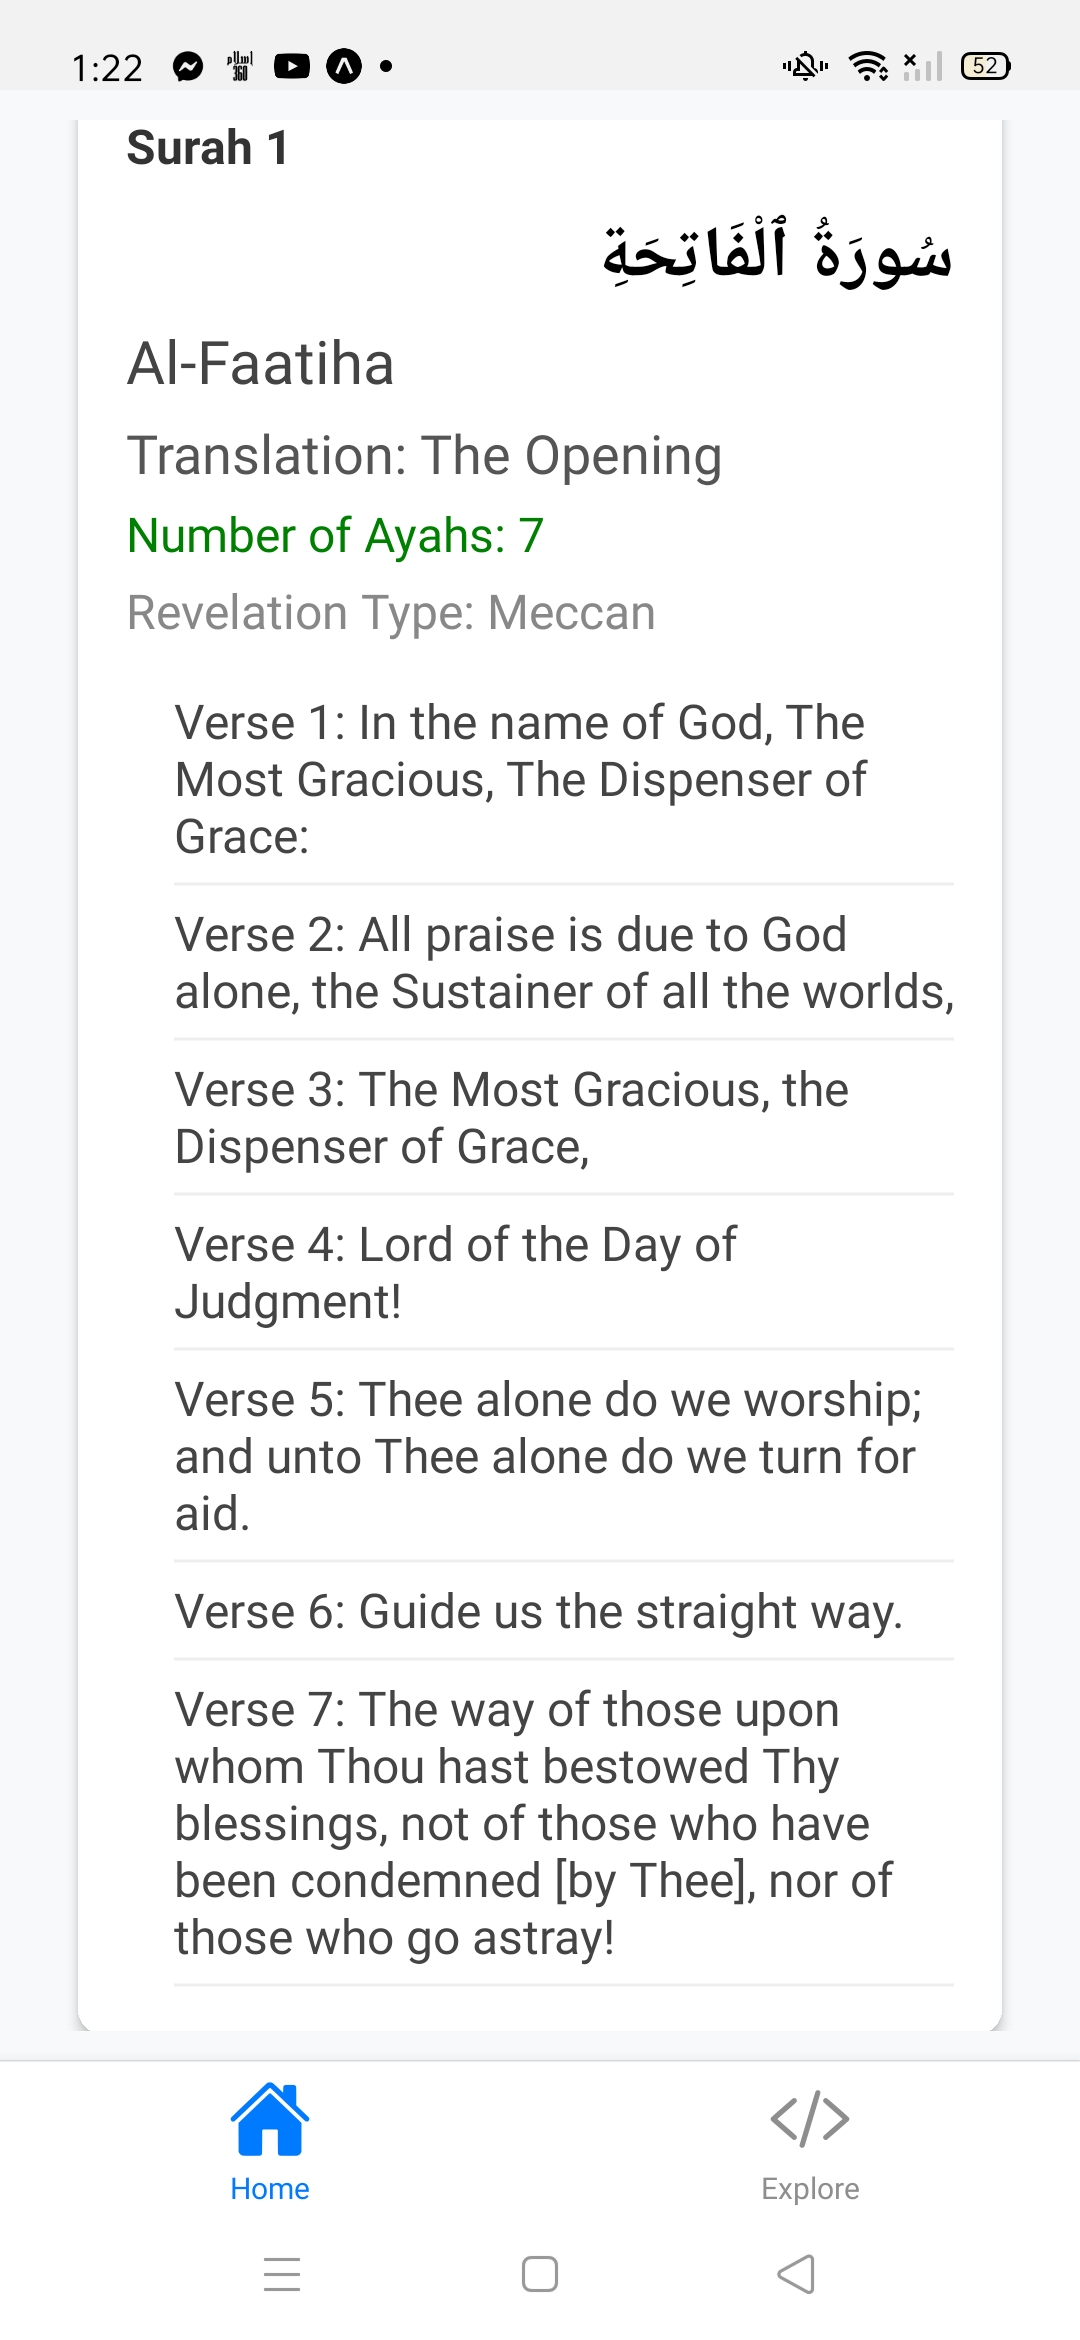 1:22
اسلام
360
52
Surah 1
سُورَةُ ٱلْفَاتِحَةِ
Al-Faatiha
Translation: The Opening
Number of Ayahs: 7
Revelation Type: Meccan
Verse 1: In the name of God, The
Most Gracious, The Dispenser of
Grace:
Verse 2: All praise is due to God
alone, the Sustainer of all the worlds,
Verse 3: The Most Gracious, the
Dispenser of Grace,
Verse 4: Lord of the Day of
Judgment!
Verse 5: Thee alone do we worship;
and unto Thee alone do we turn for
aid.
Verse 6: Guide us the straight way.
Verse 7: The way of those upon
whom Thou hast bestowed Thy
blessings, not of those who have
been condemned [by Thee], nor of
those who go astray!
Home
Explore